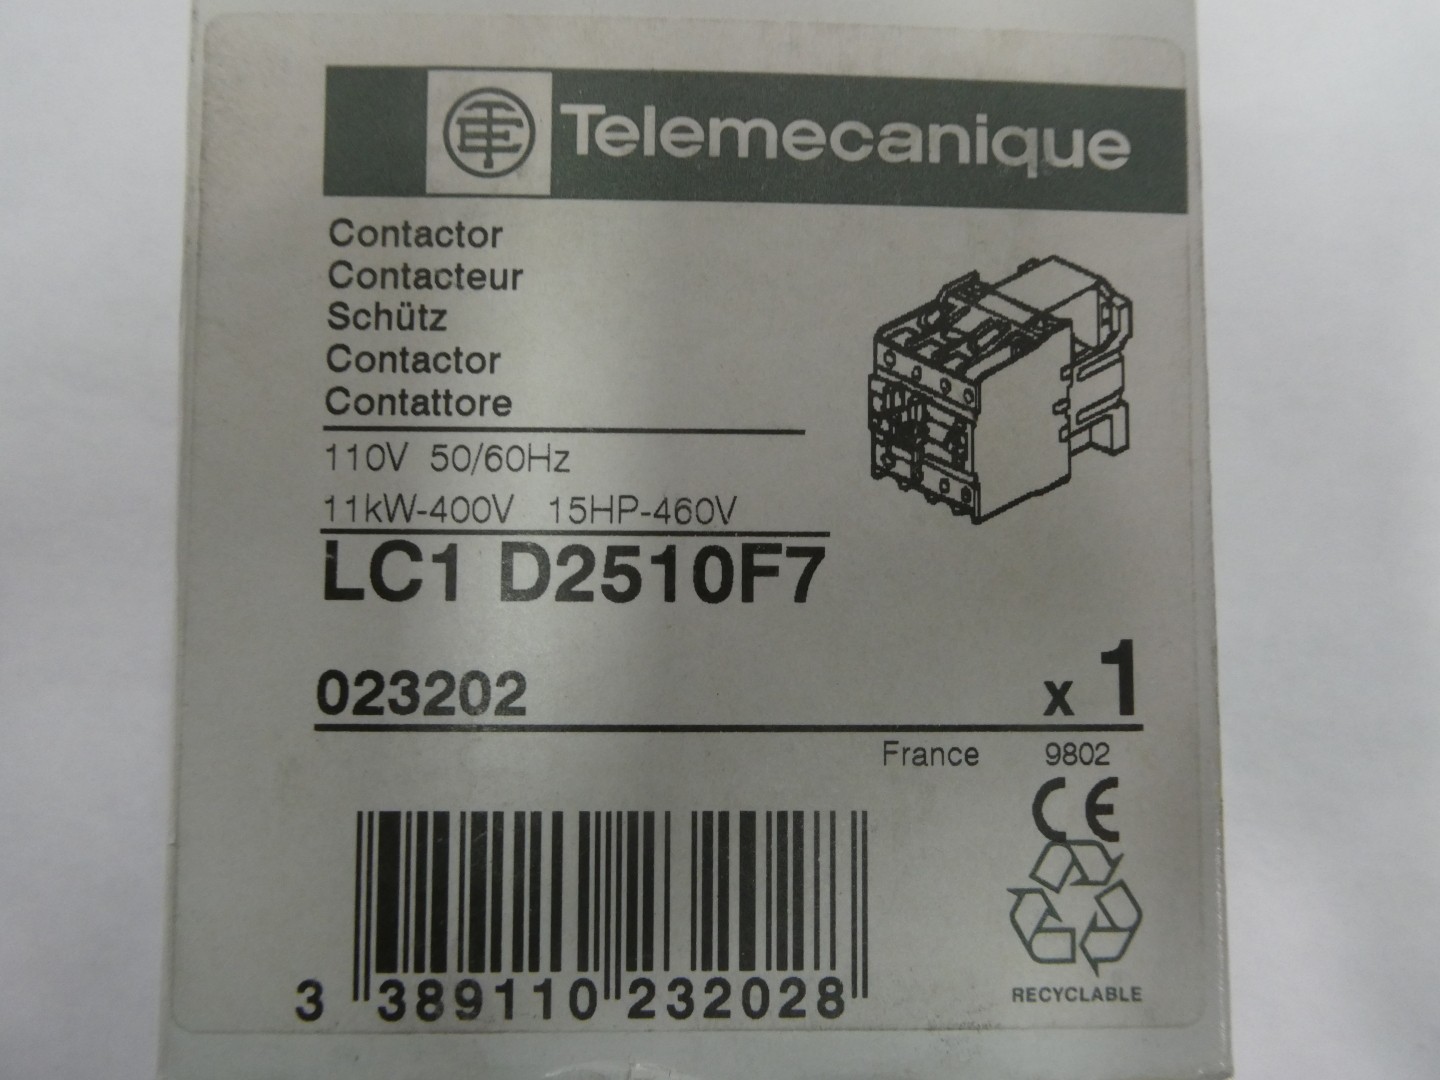 Telemecanique
Contactor
Contacteur
Schütz
Contactor
Contattore
110V 50/60Hz
11kW-400V 15HP-460V
LC1 D2510F7
023202 x 1
France 9802
CE
3 389110 232028
RECYCLABLE